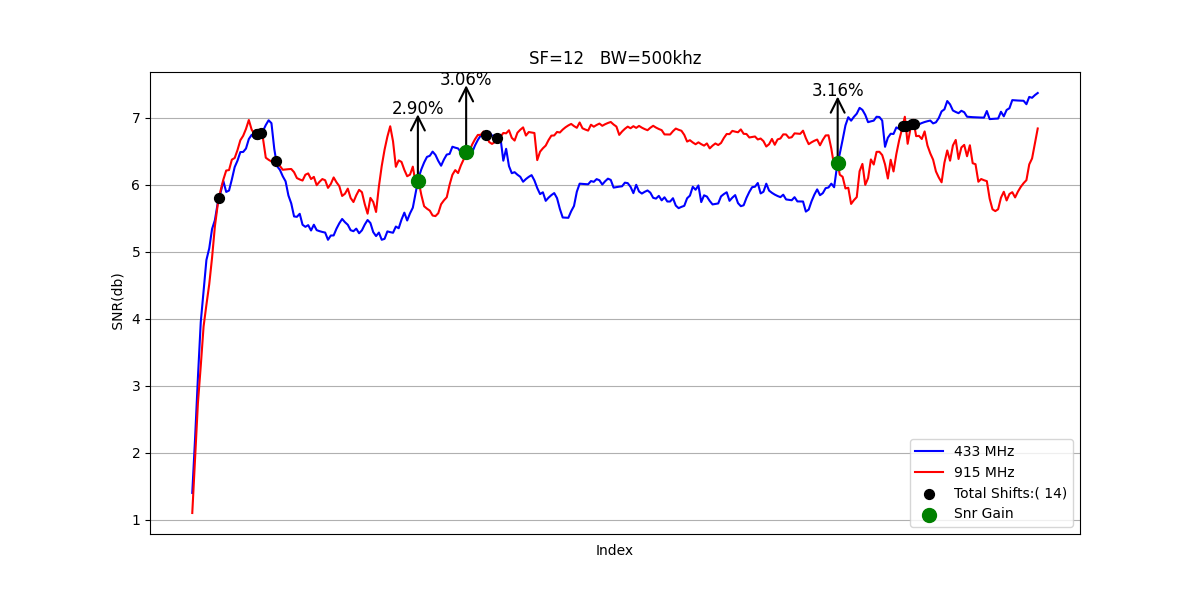 SF=12   BW=500khz
3.06%
2.90%
3.16%
7
6
5
4
3
2
1
SNR(db)
Index
433 MHz
915 MHz
Total Shifts:( 14)
Snr Gain